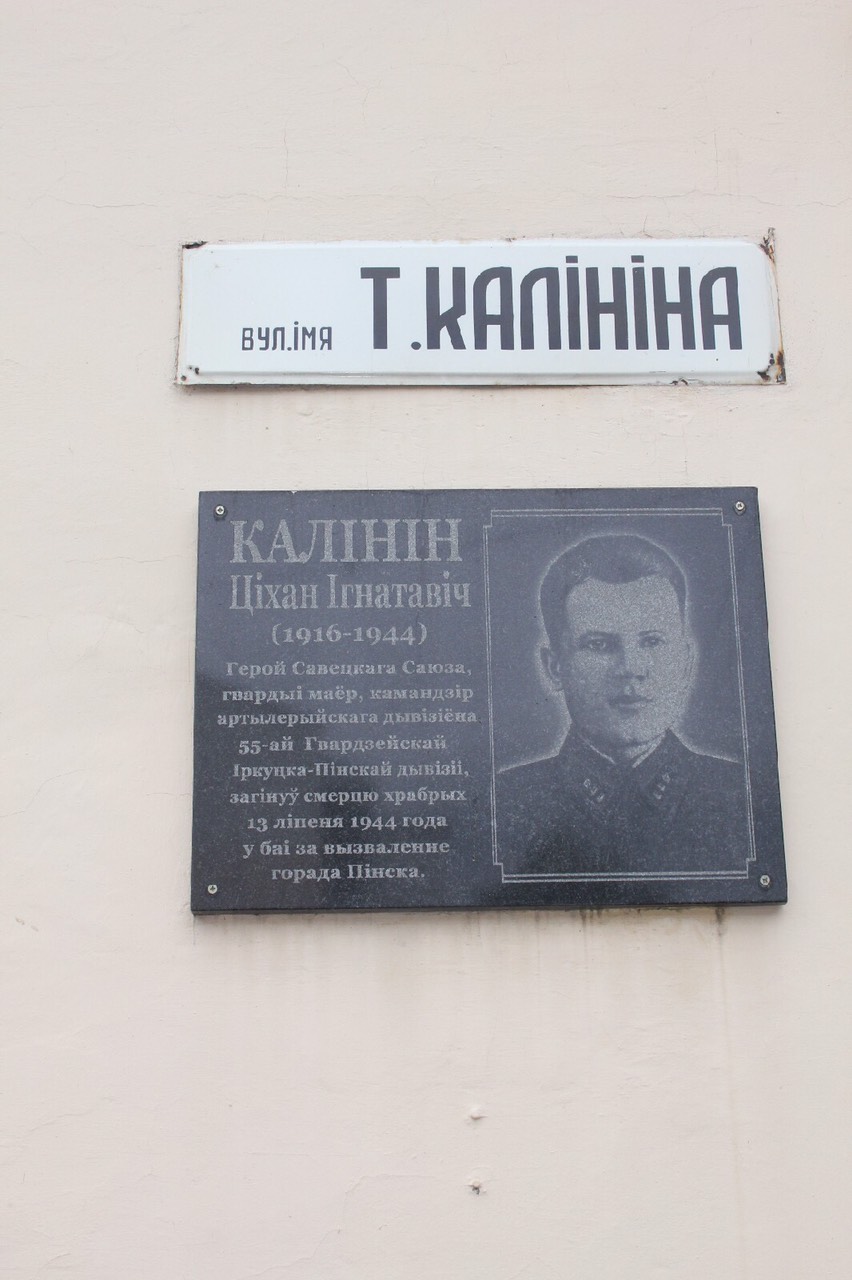 вул.імя Т.КАЛІНІНА
КАЛІНІН
Ціхан Ігнатавіч
(1916-1944)
Герой Савецкага Саюза,
гвардыі маёр, камандзір
артылерыйскага дывізіёна
55-ай Гвардзейскай
Іркуцка-Пінскай дывізіі,
загінуў смерцю храбрых
13 ліпеня 1944 года
у баі за вызваленне
горада Пінска.